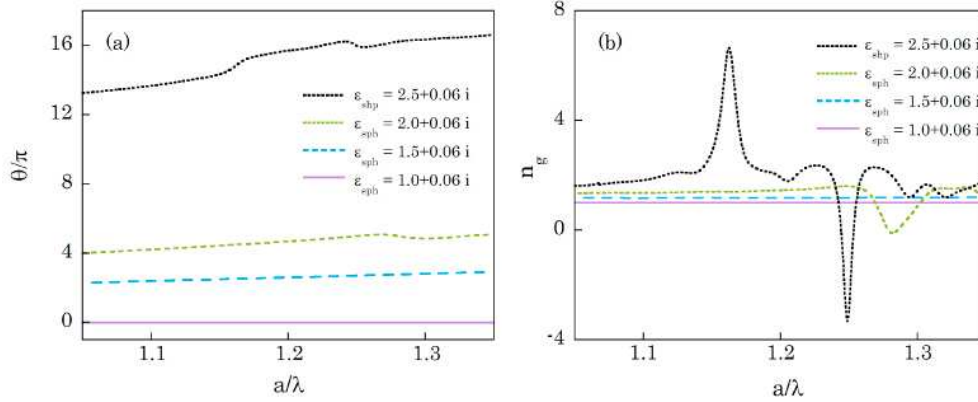 16
12
8
4
0
θ/π
(a)
ε_shp = 2.5+0.06 i
ε_sph = 2.0+0.06 i
ε_sph = 1.5+0.06 i
ε_sph = 1.0+0.06 i
1.1 1.2 1.3
a/λ
8
4
0
-4
n_g
(b)
ε_shp = 2.5+0.06 i
ε_sph = 2.0+0.06 i
ε_sph = 1.5+0.06 i
ε_sph = 1.0+0.06 i
1.1 1.2 1.3
a/λ